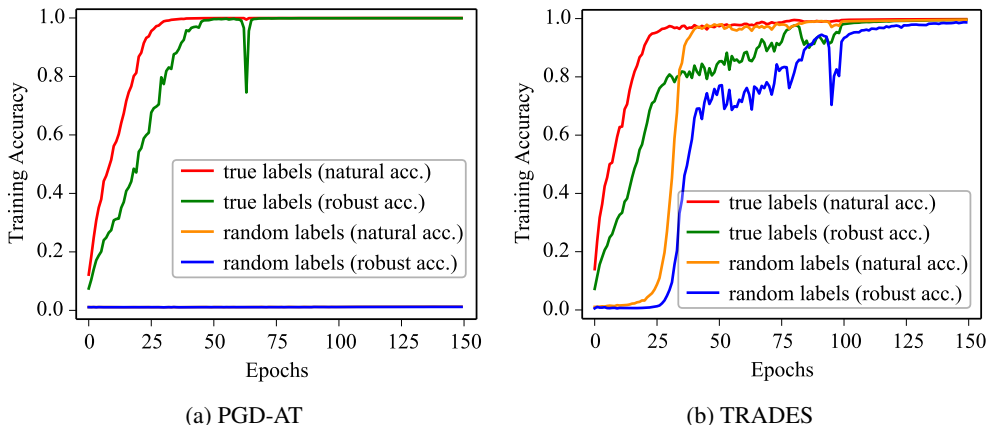 1.0
0.8
0.6
0.4
0.2
0.0
Training Accuracy
true labels (natural acc.)
true labels (robust acc.)
random labels (natural acc.)
random labels (robust acc.)
0 25 50 75 100 125 150
Epochs
(a) PGD-AT
1.0
0.8
0.6
0.4
0.2
0.0
Training Accuracy
true labels (natural acc.)
true labels (robust acc.)
random labels (natural acc.)
random labels (robust acc.)
0 25 50 75 100 125 150
Epochs
(b) TRADES